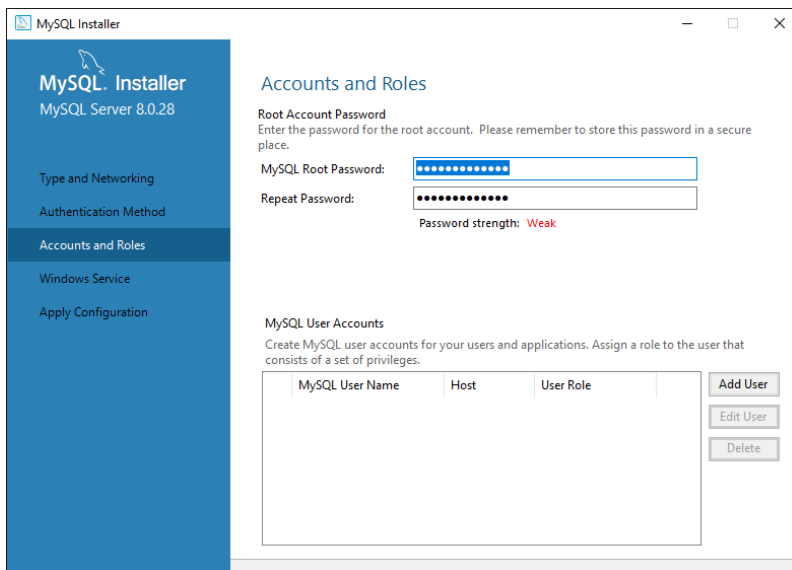 MySQL Installer
MySQL. Installer
MySQL Server 8.0.28
Type and Networking
Authentication Method
Accounts and Roles
Windows Service
Apply Configuration
Accounts and Roles
Root Account Password
Enter the password for the root account. Please remember to store this password in a secure
place.
MySQL Root Password: •••••••••••••
Repeat Password: •••••••••••••
Password strength: Weak
MySQL User Accounts
Create MySQL user accounts for your users and applications. Assign a role to the user that
consists of a set of privileges.
MySQL User Name Host User Role
Add User
Edit User
Delete